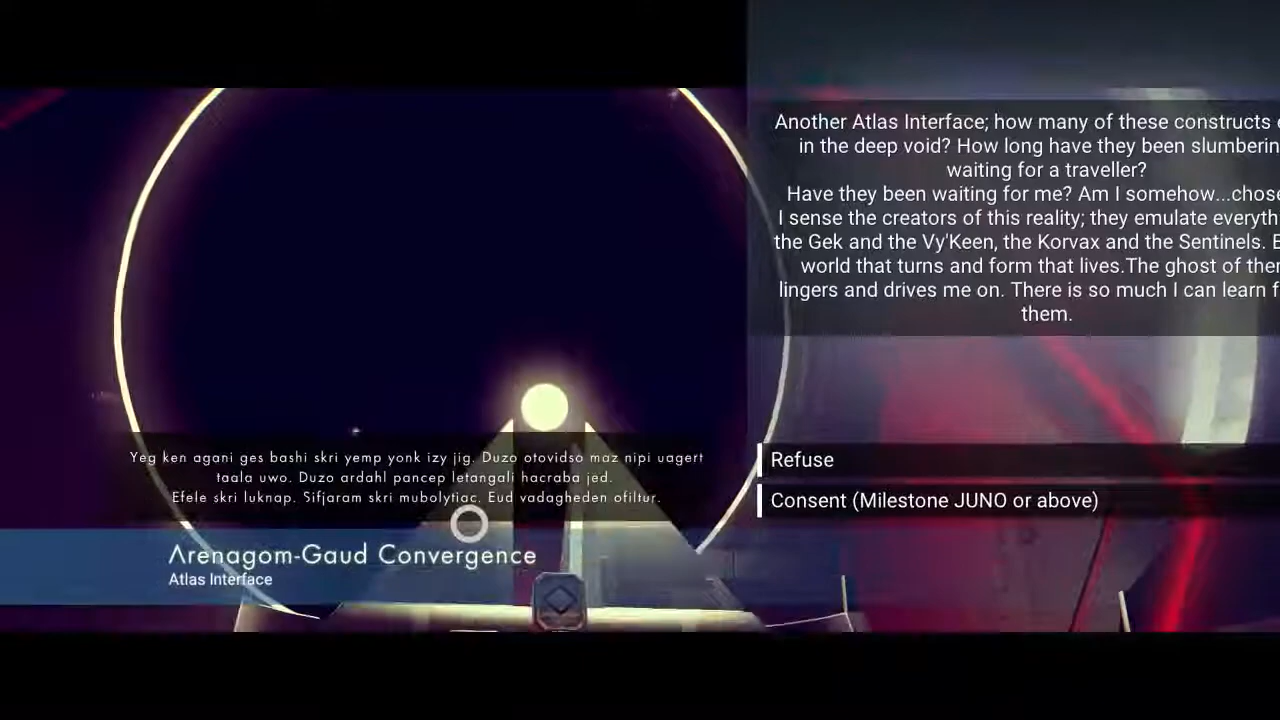 Another Atlas Interface; how many of these constructs
in the deep void? How long have they been slumberin
waiting for a traveller?
Have they been waiting for me? Am I somehow...chose
I sense the creators of this reality; they emulate everyth
the Gek and the Vy'Keen, the Korvax and the Sentinels. E
world that turns and form that lives.The ghost of them
lingers and drives me on. There is so much I can learn f
them.
Refuse
Consent (Milestone JUNO or above)
Yeg ken agani ges bashi skri yemp yonk izy jig. Duzo otovidso maz nipi uagert
taala uwo. Duzo ardahl pancep letangali hacraba jed.
Efele skri luknap. Sifjaram skri mubolytiac. Eud vadagheden ofiltur.
Arenagom-Gaud Convergence
Atlas Interface